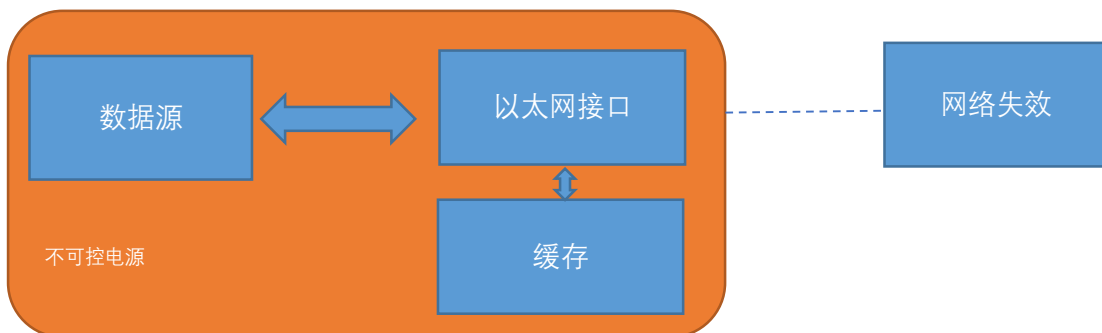 数据源
以太网接口
网络失效
缓存
不可控电源